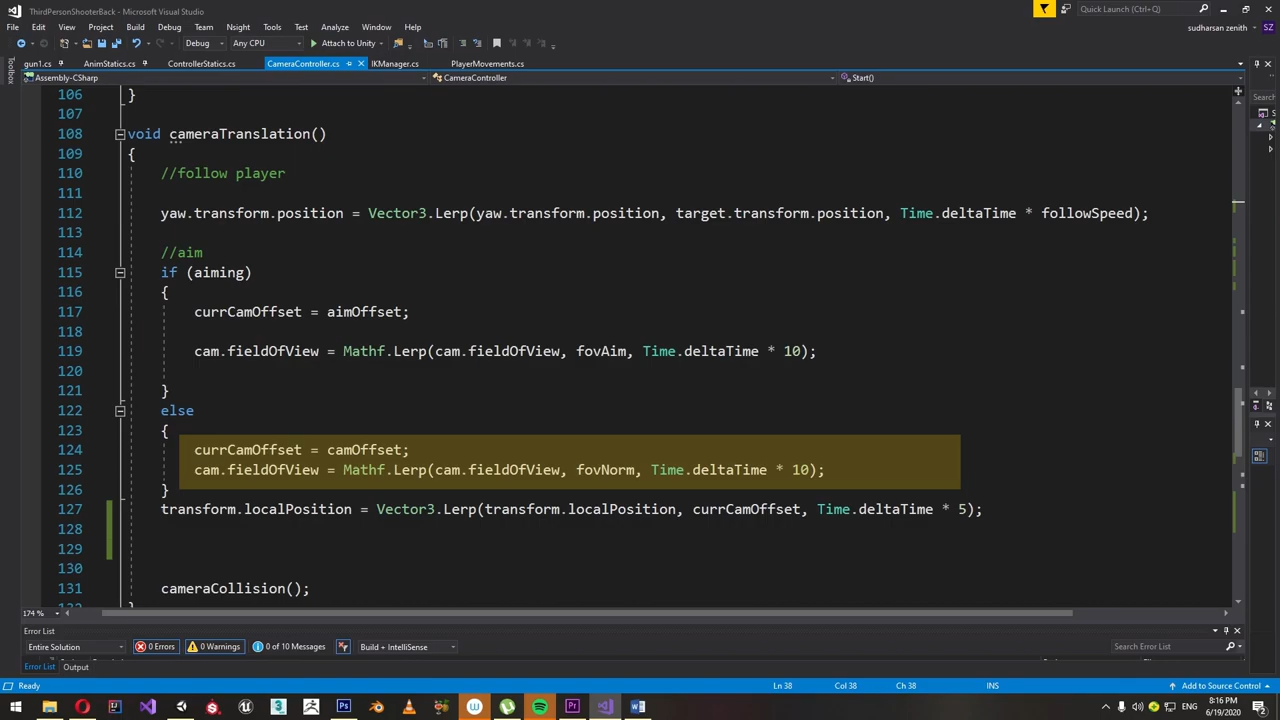 ThirdPersonShooterBack - Microsoft Visual Studio
Quick Launch (Ctrl+Q)
File Edit View Project Build Debug Team Tools Test Analyze Window Help
sudharsan zenith SZ
Debug Any CPU Attach to Unity
Toolbox
gun1.cs AnimStatics.cs ControllerStatics.cs CameraController.cs IKManager.cs PlayerMovements.cs
Assembly-CSharp CameraController Start()
106 }
107
108 void cameraTranslation()
109 {
110 //follow player
111
112 yaw.transform.position = Vector3.Lerp(yaw.transform.position, target.transform.position, Time.deltaTime * followSpeed);
113
114 //aim
115 if (aiming)
116 {
117 currCamOffset = aimOffset;
118
119 cam.fieldOfView = Mathf.Lerp(cam.fieldOfView, fovAim, Time.deltaTime * 10);
120
121 }
122 else
123 {
124 currCamOffset = camOffset;
125 cam.fieldOfView = Mathf.Lerp(cam.fieldOfView, fovNorm, Time.deltaTime * 10);
126 }
127 transform.localPosition = Vector3.Lerp(transform.localPosition, currCamOffset, Time.deltaTime * 5);
128
129
130
131 cameraCollision();
174 %
Error List
Entire Solution 0 Errors 0 Warnings 0 of 10 Messages Build + IntelliSense Search Error List
Error List Output
Ready Ln 38 Col 38 Ch 38 INS Add to Source Control
8:16 PM
6/19/2020